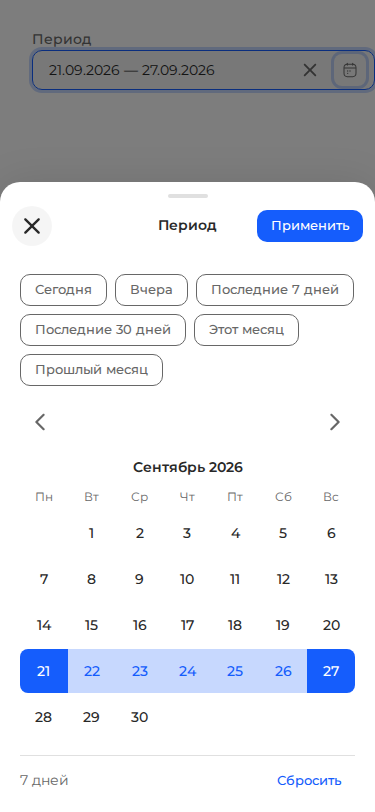 Период
21.09.2026 — 27.09.2026
Период Применить
Сегодня Вчера Последние 7 дней
Последние 30 дней Этот месяц
Прошлый месяц
Сентябрь 2026
Пн Вт Ср Чт Пт Сб Вс
1 2 3 4 5 6
7 8 9 10 11 12 13
14 15 16 17 18 19 20
21 22 23 24 25 26 27
28 29 30
7 дней Сбросить